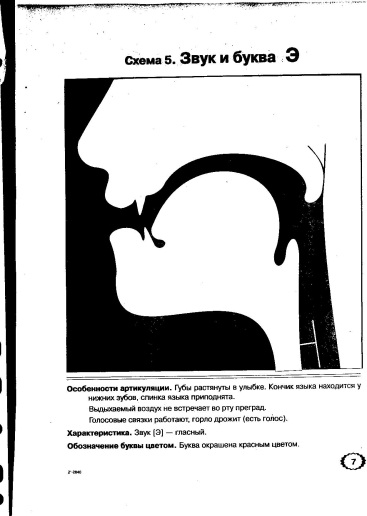 Схема 5. Звук и буква Э
Особенности артикуляции. Губы растянуты в улыбке. Кончик языка находится у
нижних зубов, спинка языка приподнята.
Выдыхаемый воздух не встречает во рту преград.
Голосовые связки работают, горло дрожит (есть голос).
Характеристика. Звук [Э] — гласный.
Обозначение буквы цветом. Буква окрашена красным цветом.
7
2'-2840